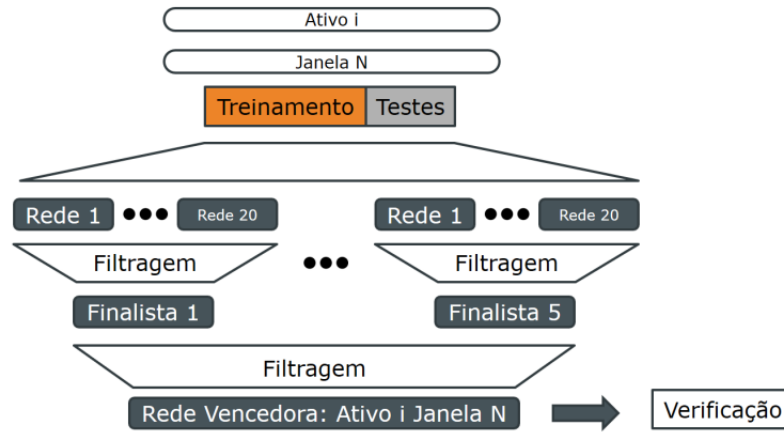 Ativo i
Janela N
Treinamento Testes
Rede 1 Rede 20 Rede 1 Rede 20
Filtragem Filtragem
Finalista 1 Finalista 5
Filtragem
Rede Vencedora: Ativo i Janela N
Verificação